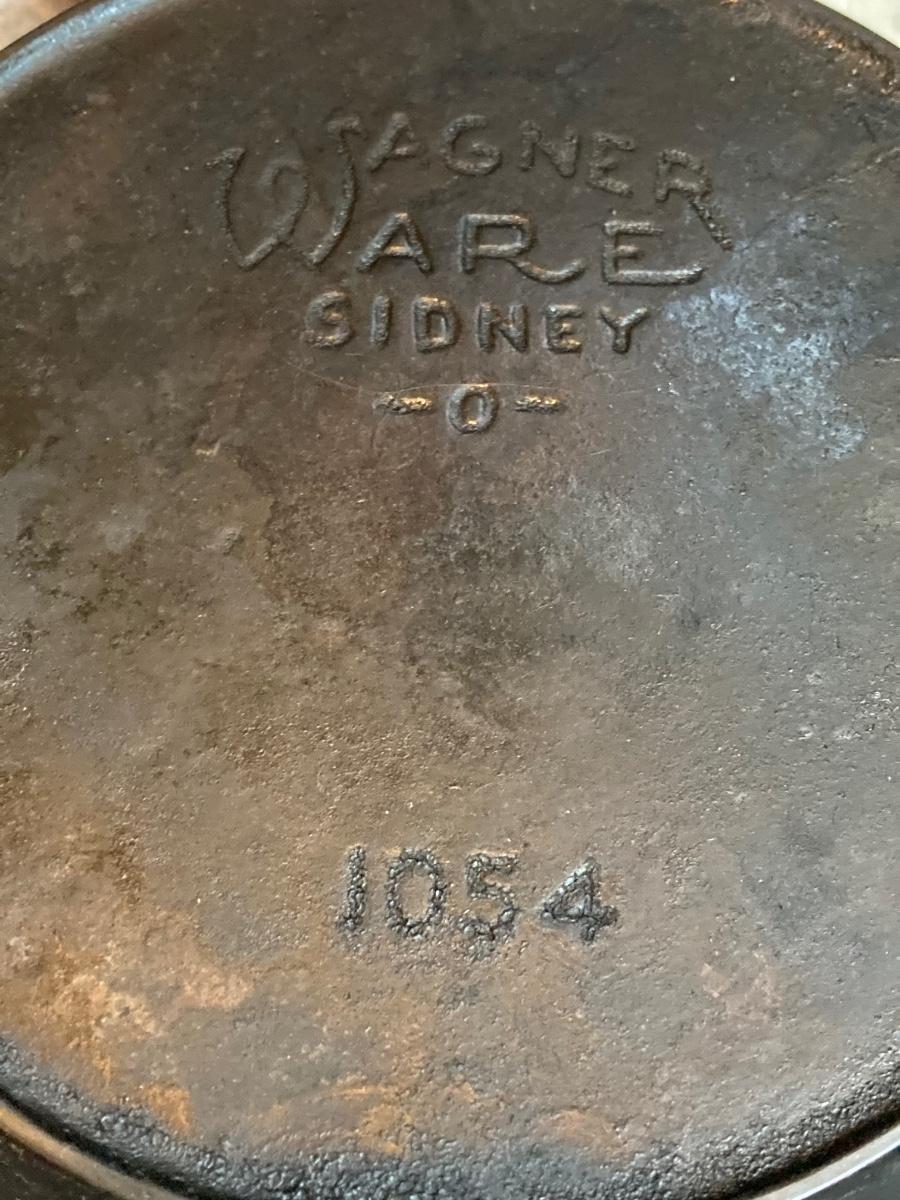 WAGNER
WARE
SIDNEY
-O-
1054